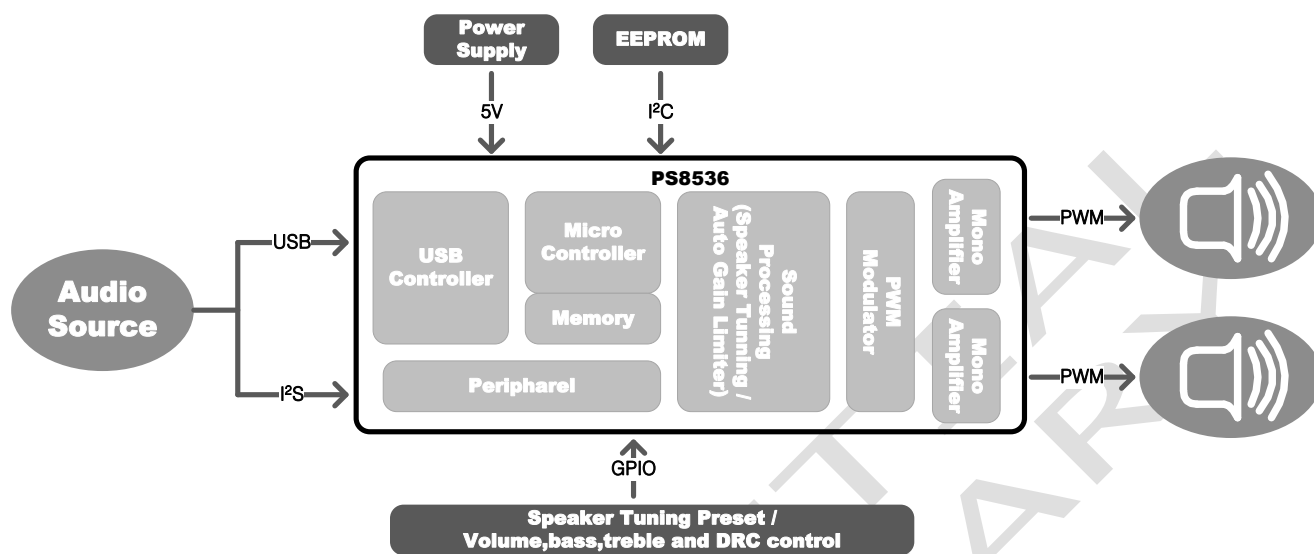 Power
Supply
EEPROM
5V
I²C
PS8536
USB
Controller
Micro
Controller
Memory
Peripharel
Sound
Processing
(Speaker Tunning /
Auto Gain Limiter)
PWM
Modulator
Mono
Amplifier
Mono
Amplifier
Audio
Source
USB
I²S
PWM
PWM
GPIO
Speaker Tuning Preset /
Volume,bass,treble and DRC control